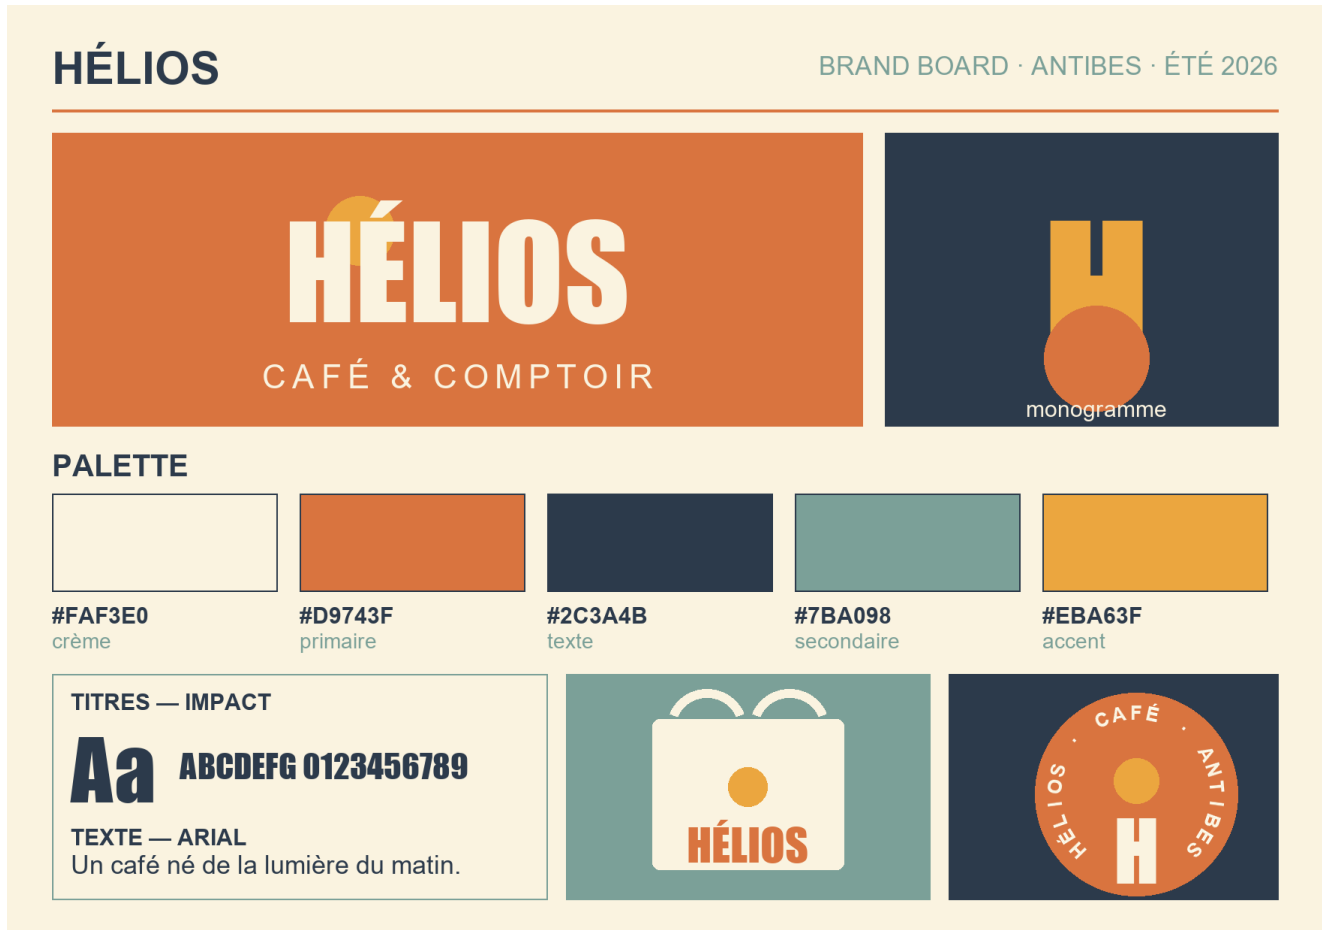 HÉLIOS
BRAND BOARD · ANTIBES · ÉTÉ 2026
HÉLIOS
CAFÉ & COMPTOIR
H
monogramme
PALETTE
#FAF3E0
crème
#D9743F
primaire
#2C3A4B
texte
#7BA098
secondaire
#EBA63F
accent
TITRES — IMPACT
Aa
ABCDEFG 0123456789
TEXTE — ARIAL
Un café né de la lumière du matin.
HÉLIOS
HÉLIOS · CAFÉ · ANTIBES
H